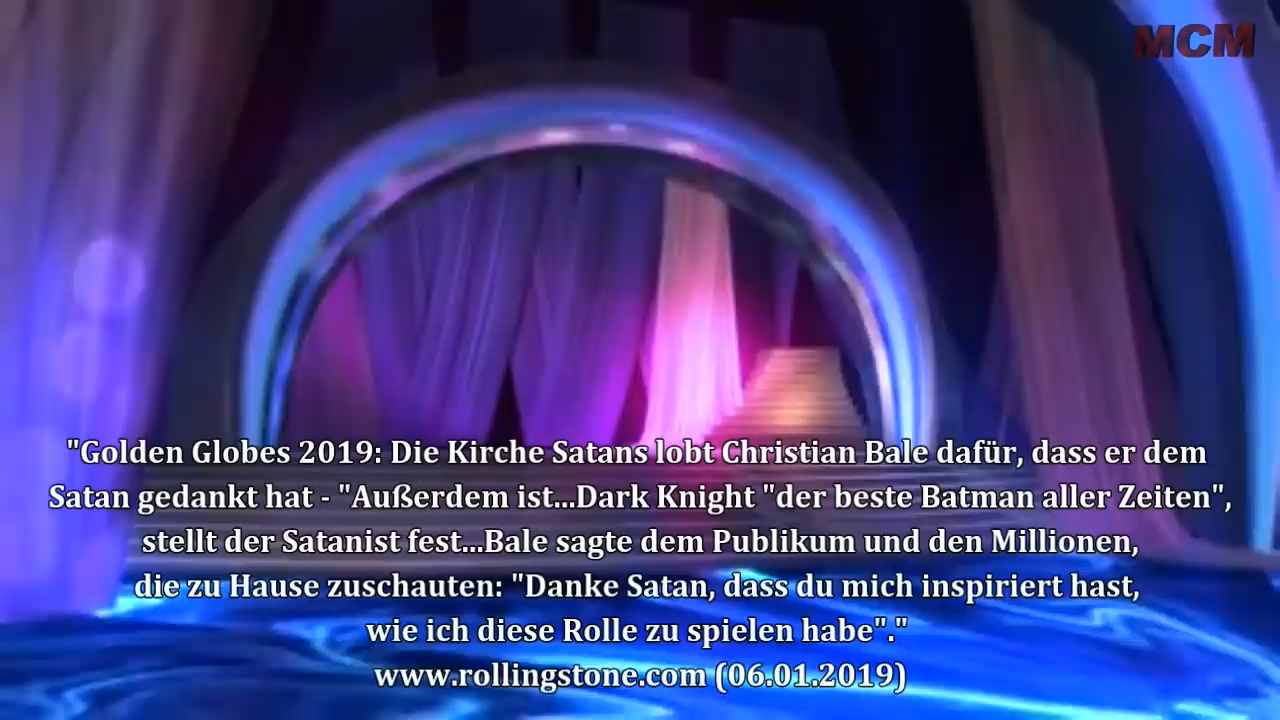 MCM
"Golden Globes 2019: Die Kirche Satans lobt Christian Bale dafür, dass er dem
Satan gedankt hat - "Außerdem ist...Dark Knight "der beste Batman aller Zeiten",
stellt der Satanist fest...Bale sagte dem Publikum und den Millionen,
die zu Hause zuschauten: "Danke Satan, dass du mich inspiriert hast,
wie ich diese Rolle zu spielen habe"."
www.rollingstone.com (06.01.2019)